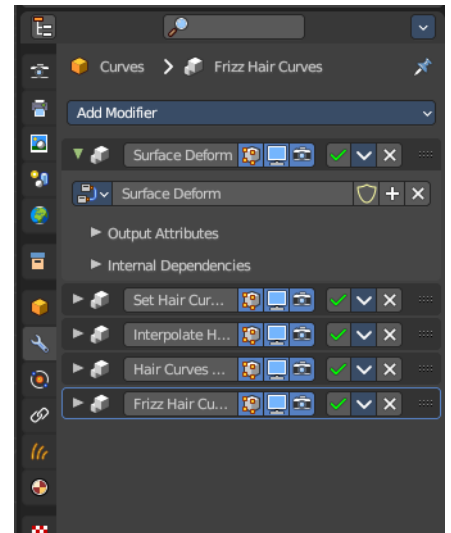 Curves
Frizz Hair Curves
Add Modifier
Surface Deform
Surface Deform
Output Attributes
Internal Dependencies
Set Hair Cur...
Interpolate H...
Hair Curves ...
Frizz Hair Cu...